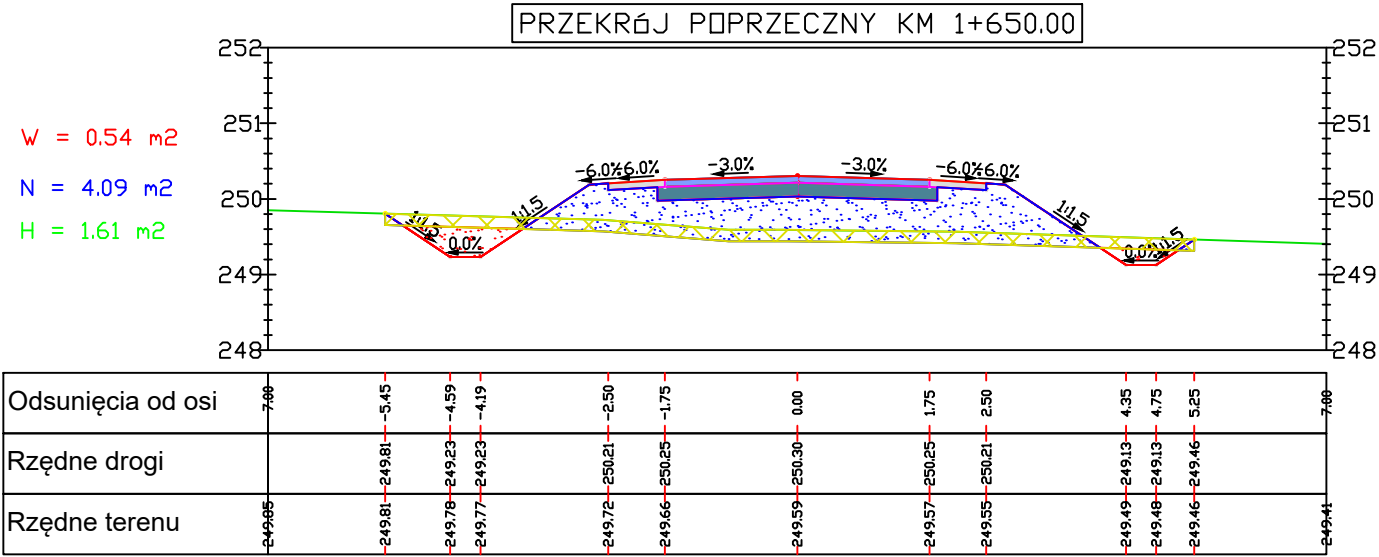 PRZEKRÓJ POPRZECZNY KM 1+650.00
252 252
251 251
250 250
249 249
248 248
W = 0.54 m2
N = 4.09 m2
H = 1.61 m2
-6.0% -6.0% -3.0% -3.0% -6.0% -6.0%
1:1.5 1:1.5 1:1.5 1:1.5
0.0% 0.0%
Odsunięcia od osi 7.00 -5.45 -4.59 -4.19 -2.50 -1.75 0.00 1.75 2.50 4.35 4.75 5.25 7.00
Rzędne drogi 249.81 249.23 249.23 250.21 250.25 250.30 250.25 250.21 249.13 249.13 249.46
Rzędne terenu 249.85 249.81 249.78 249.77 249.72 249.66 249.59 249.57 249.55 249.49 249.48 249.46 249.41